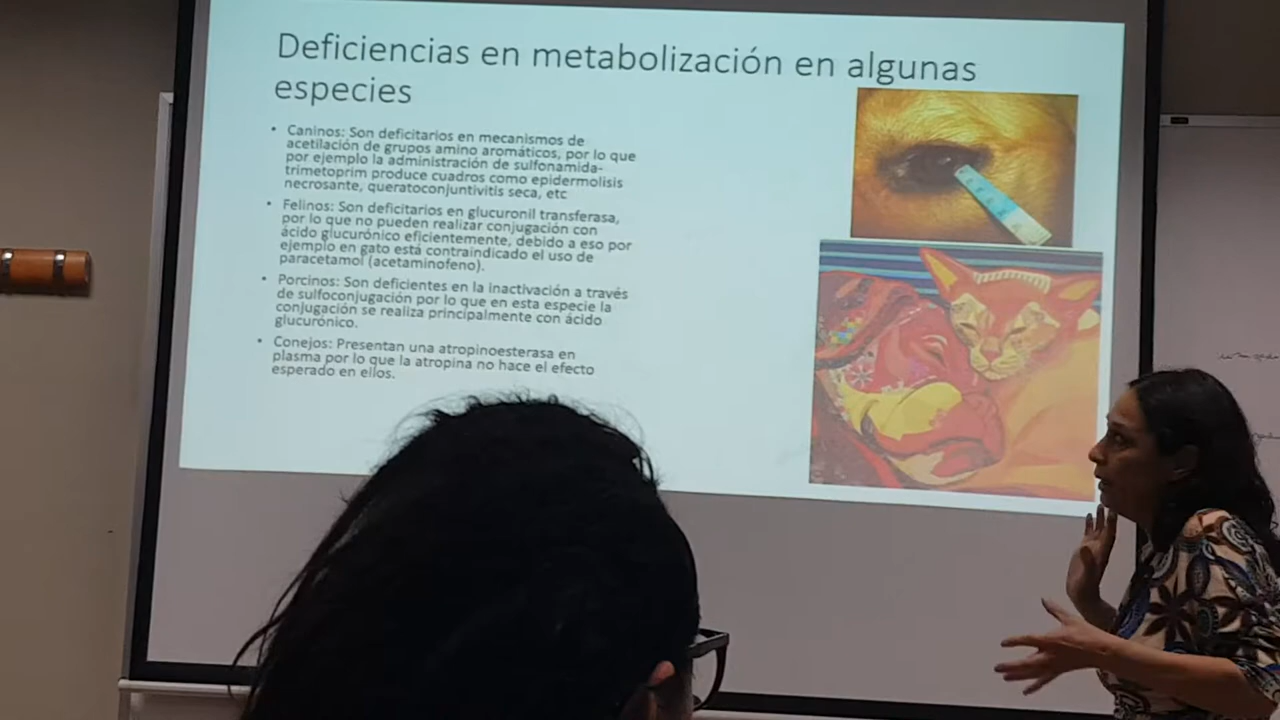 Deficiencias en metabolización en algunas
especies
• Caninos: Son deficitarios en mecanismos de
acetilación de grupos amino aromáticos, por lo que
por ejemplo la administración de sulfonamida-
trimetoprim produce cuadros como epidermolisis
necrosante, queratoconjuntivitis seca, etc
• Felinos: Son deficitarios en glucuronil transferasa,
por lo que no pueden realizar conjugación con
ácido glucurónico eficientemente, debido a eso por
ejemplo en gato está contraindicado el uso de
paracetamol (acetaminofeno).
• Porcinos: Son deficientes en la inactivación a través
de sulfoconjugación por lo que en esta especie la
conjugación se realiza principalmente con ácido
glucurónico.
• Conejos: Presentan una atropinoesterasa en
plasma por lo que la atropina no hace el efecto
esperado en ellos.